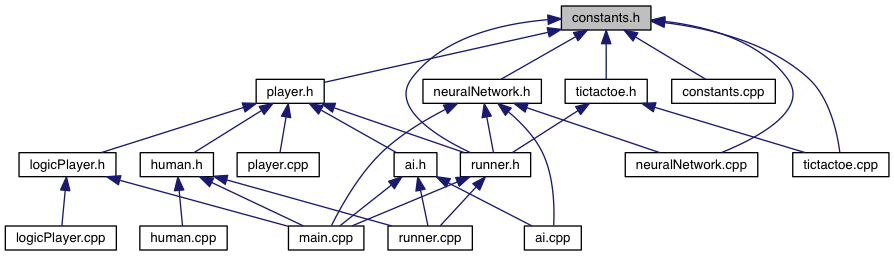 constants.h
player.h
neuralNetwork.h
tictactoe.h
constants.cpp
logicPlayer.h
human.h
player.cpp
ai.h
runner.h
neuralNetwork.cpp
tictactoe.cpp
logicPlayer.cpp
human.cpp
main.cpp
runner.cpp
ai.cpp